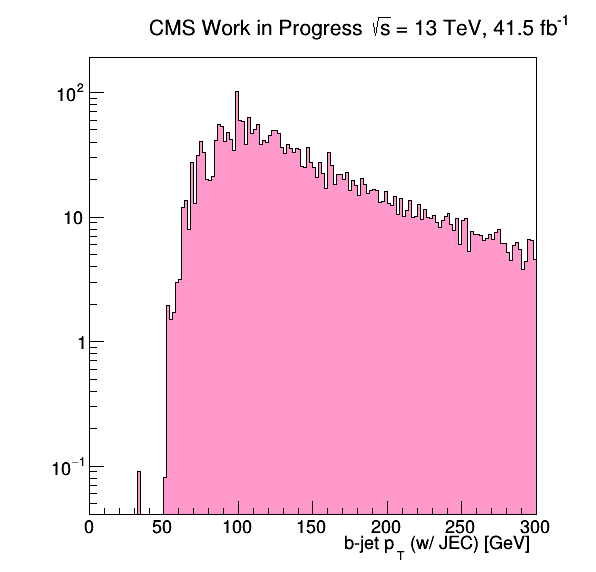 CMS Work in Progress √s = 13 TeV, 41.5 fb⁻¹
10²
10
1
10⁻¹
0 50 100 150 200 250 300
b-jet p_T (w/ JEC) [GeV]